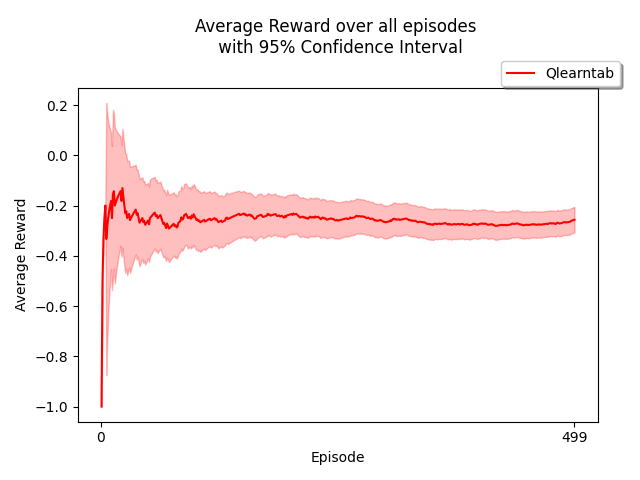 Average Reward over all episodes
with 95% Confidence Interval
Qlearntab
0.2
0.0
−0.2
−0.4
−0.6
−0.8
−1.0
Average Reward
0
499
Episode